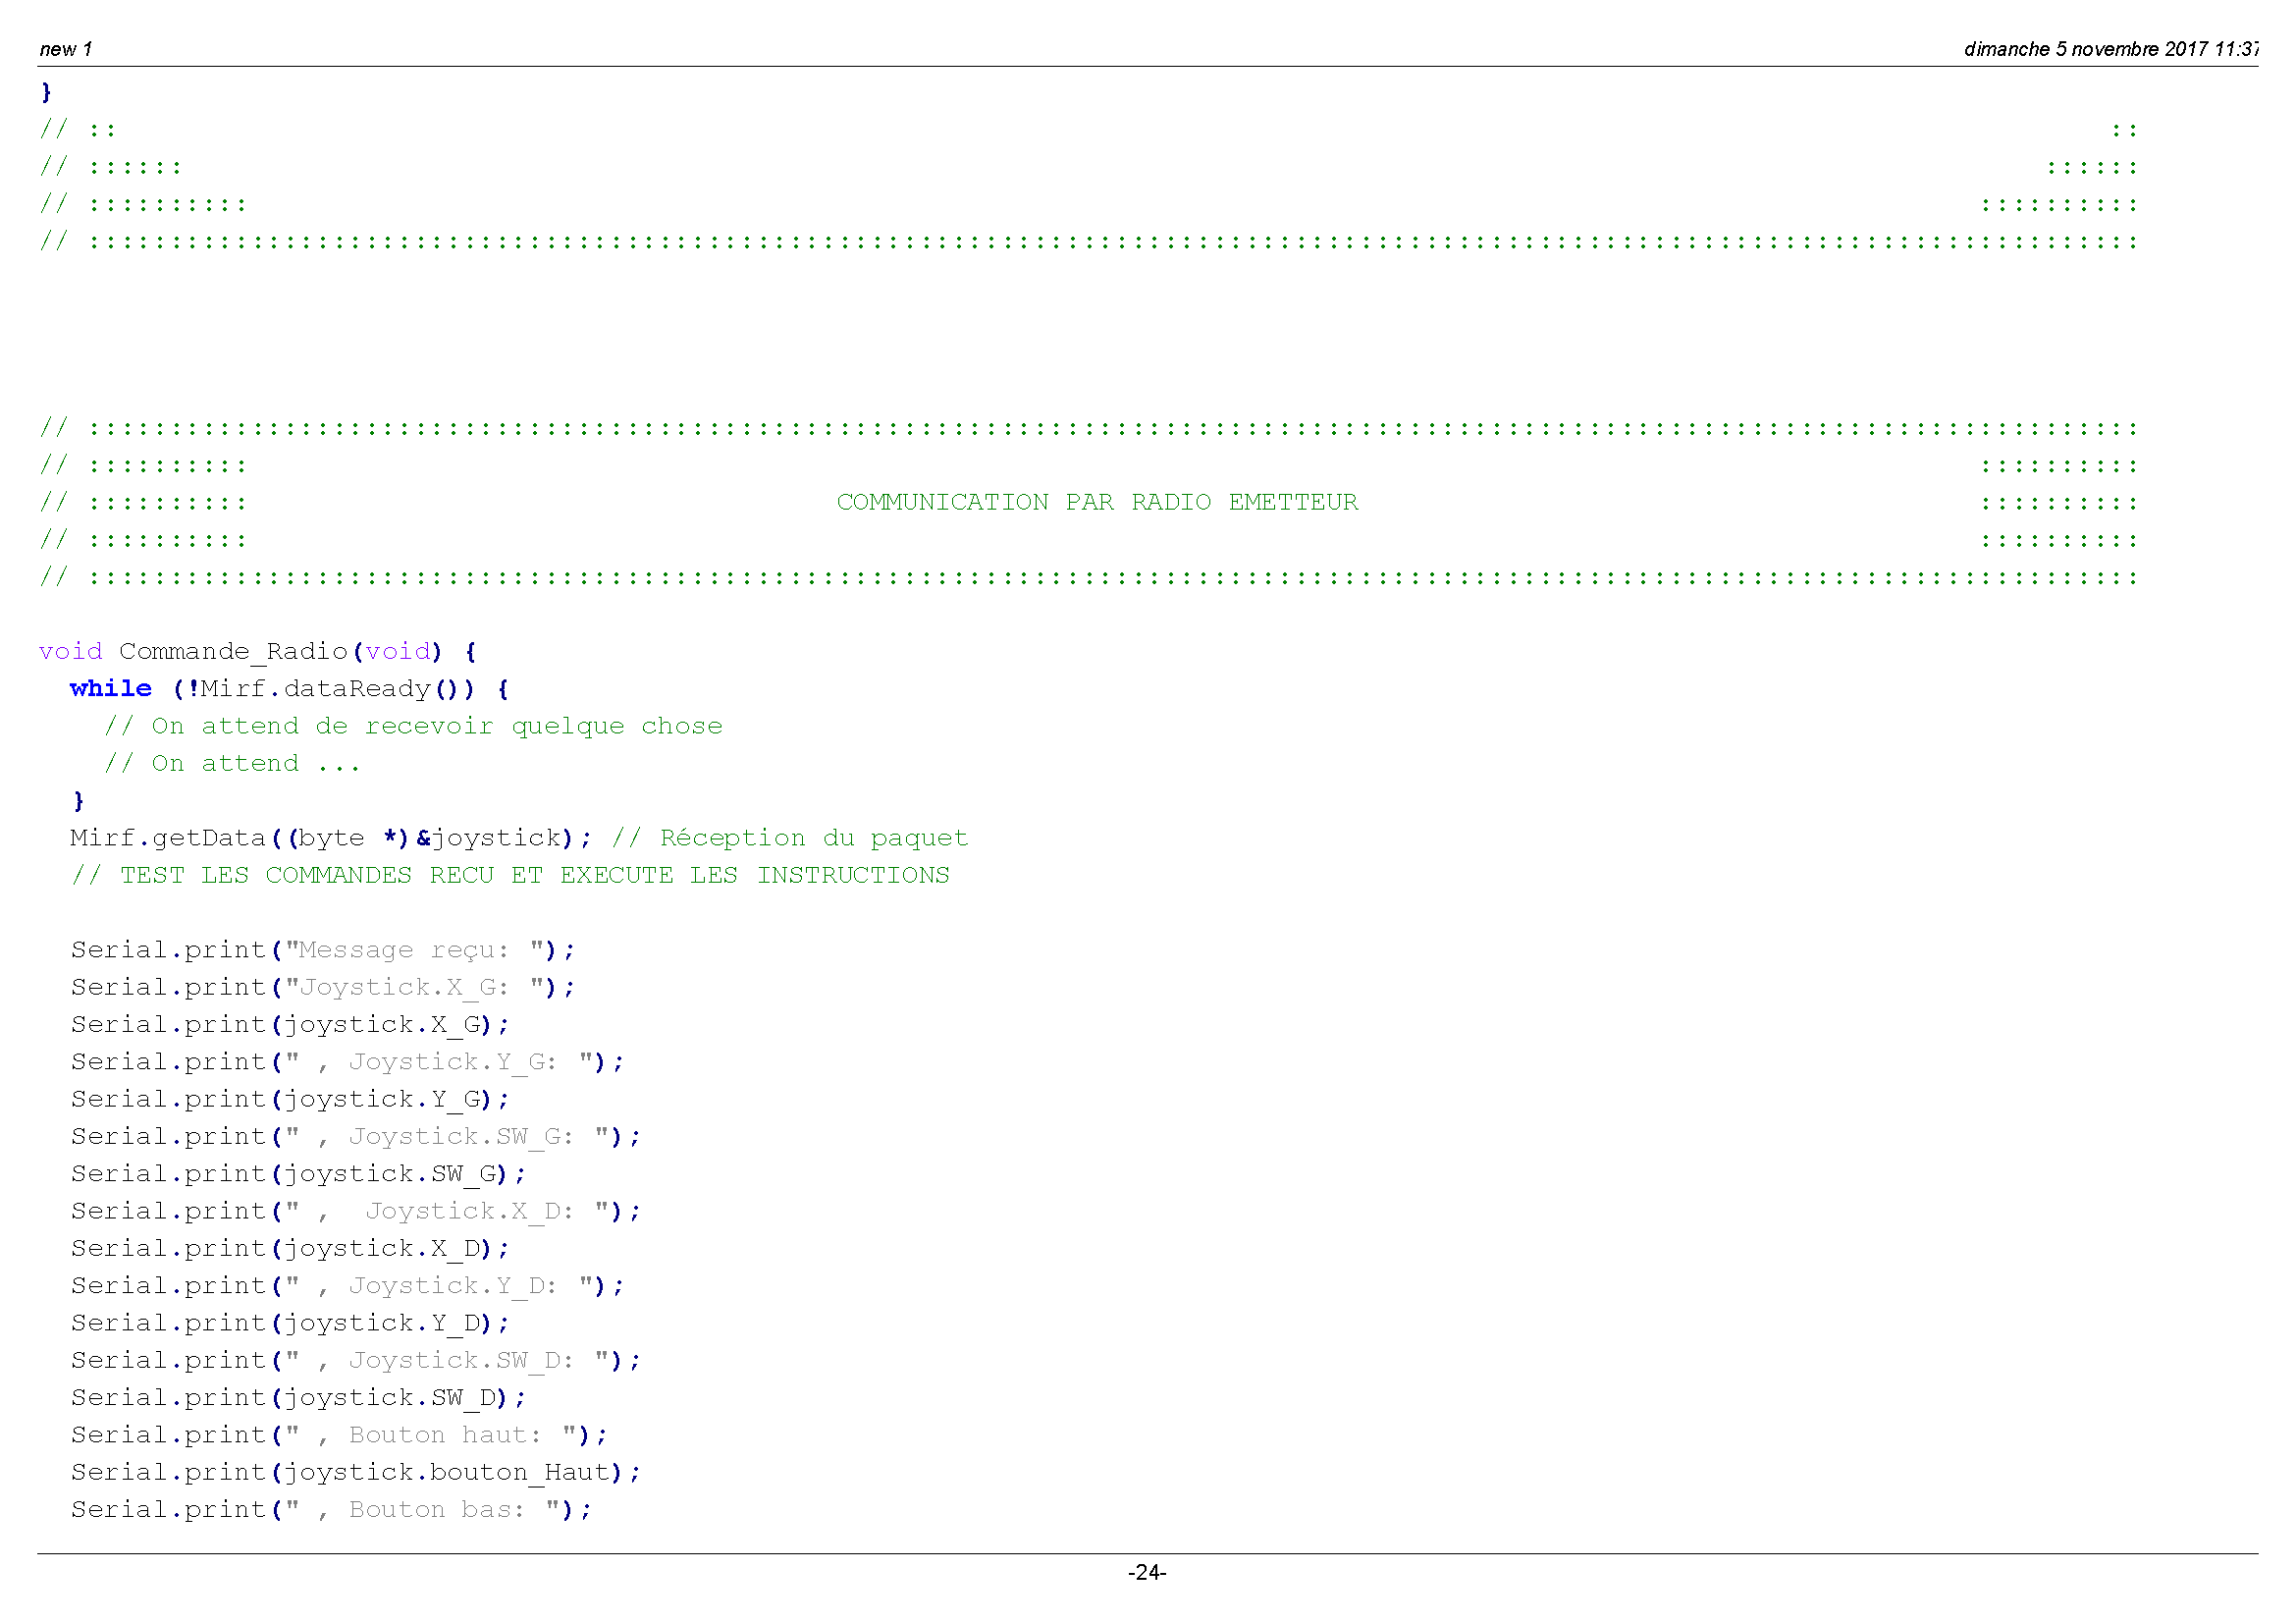 new 1
dimanche 5 novembre 2017 11:37
}
// :: ::
// :::::: ::::::
// :::::::::: ::::::::::
// ::::::::::::::::::::::::::::::::::::::::::::::::::::::::::::::::::::::::::::::::::::::::::::::::::::::::::::::::::::::::::::::
// ::::::::::::::::::::::::::::::::::::::::::::::::::::::::::::::::::::::::::::::::::::::::::::::::::::::::::::::::::::::::::::::
// :::::::::: ::::::::::
// :::::::::: COMMUNICATION PAR RADIO EMETTEUR ::::::::::
// :::::::::: ::::::::::
// ::::::::::::::::::::::::::::::::::::::::::::::::::::::::::::::::::::::::::::::::::::::::::::::::::::::::::::::::::::::::::::::
void Commande_Radio(void) {
while (!Mirf.dataReady()) {
// On attend de recevoir quelque chose
// On attend ...
}
Mirf.getData((byte *)&joystick); // Réception du paquet
// TEST LES COMMANDES RECU ET EXECUTE LES INSTRUCTIONS
Serial.print("Message reçu: ");
Serial.print("Joystick.X_G: ");
Serial.print(joystick.X_G);
Serial.print(" , Joystick.Y_G: ");
Serial.print(joystick.Y_G);
Serial.print(" , Joystick.SW_G: ");
Serial.print(joystick.SW_G);
Serial.print(" ,  Joystick.X_D: ");
Serial.print(joystick.X_D);
Serial.print(" , Joystick.Y_D: ");
Serial.print(joystick.Y_D);
Serial.print(" , Joystick.SW_D: ");
Serial.print(joystick.SW_D);
Serial.print(" , Bouton haut: ");
Serial.print(joystick.bouton_Haut);
Serial.print(" , Bouton bas: ");
-24-